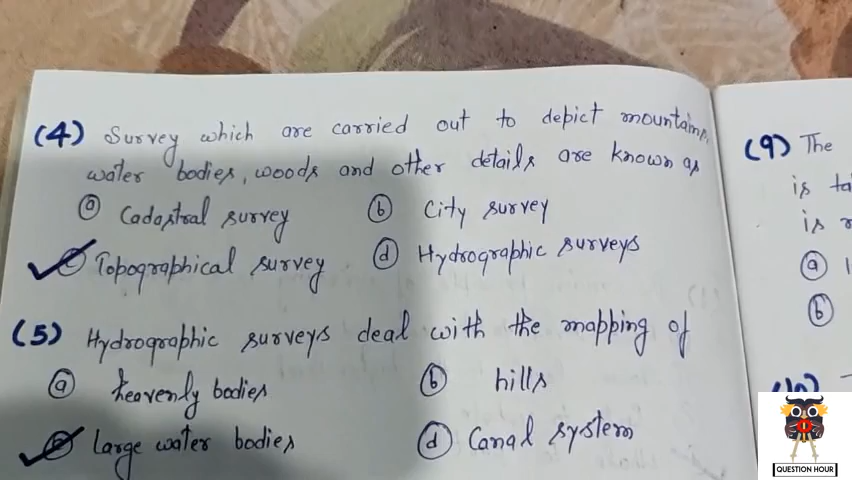 (4) Survey which are carried out to depict mountains,
water bodies, woods and other details are known as
(a) Cadastral survey (b) City survey
(c) Topographical survey (d) Hydrographic surveys
(5) Hydrographic surveys deal with the mapping of
(a) heavenly bodies (b) hills
(c) Large water bodies (d) Canal system
(9) The
is
is
(a)
(b)
QUESTION HOUR